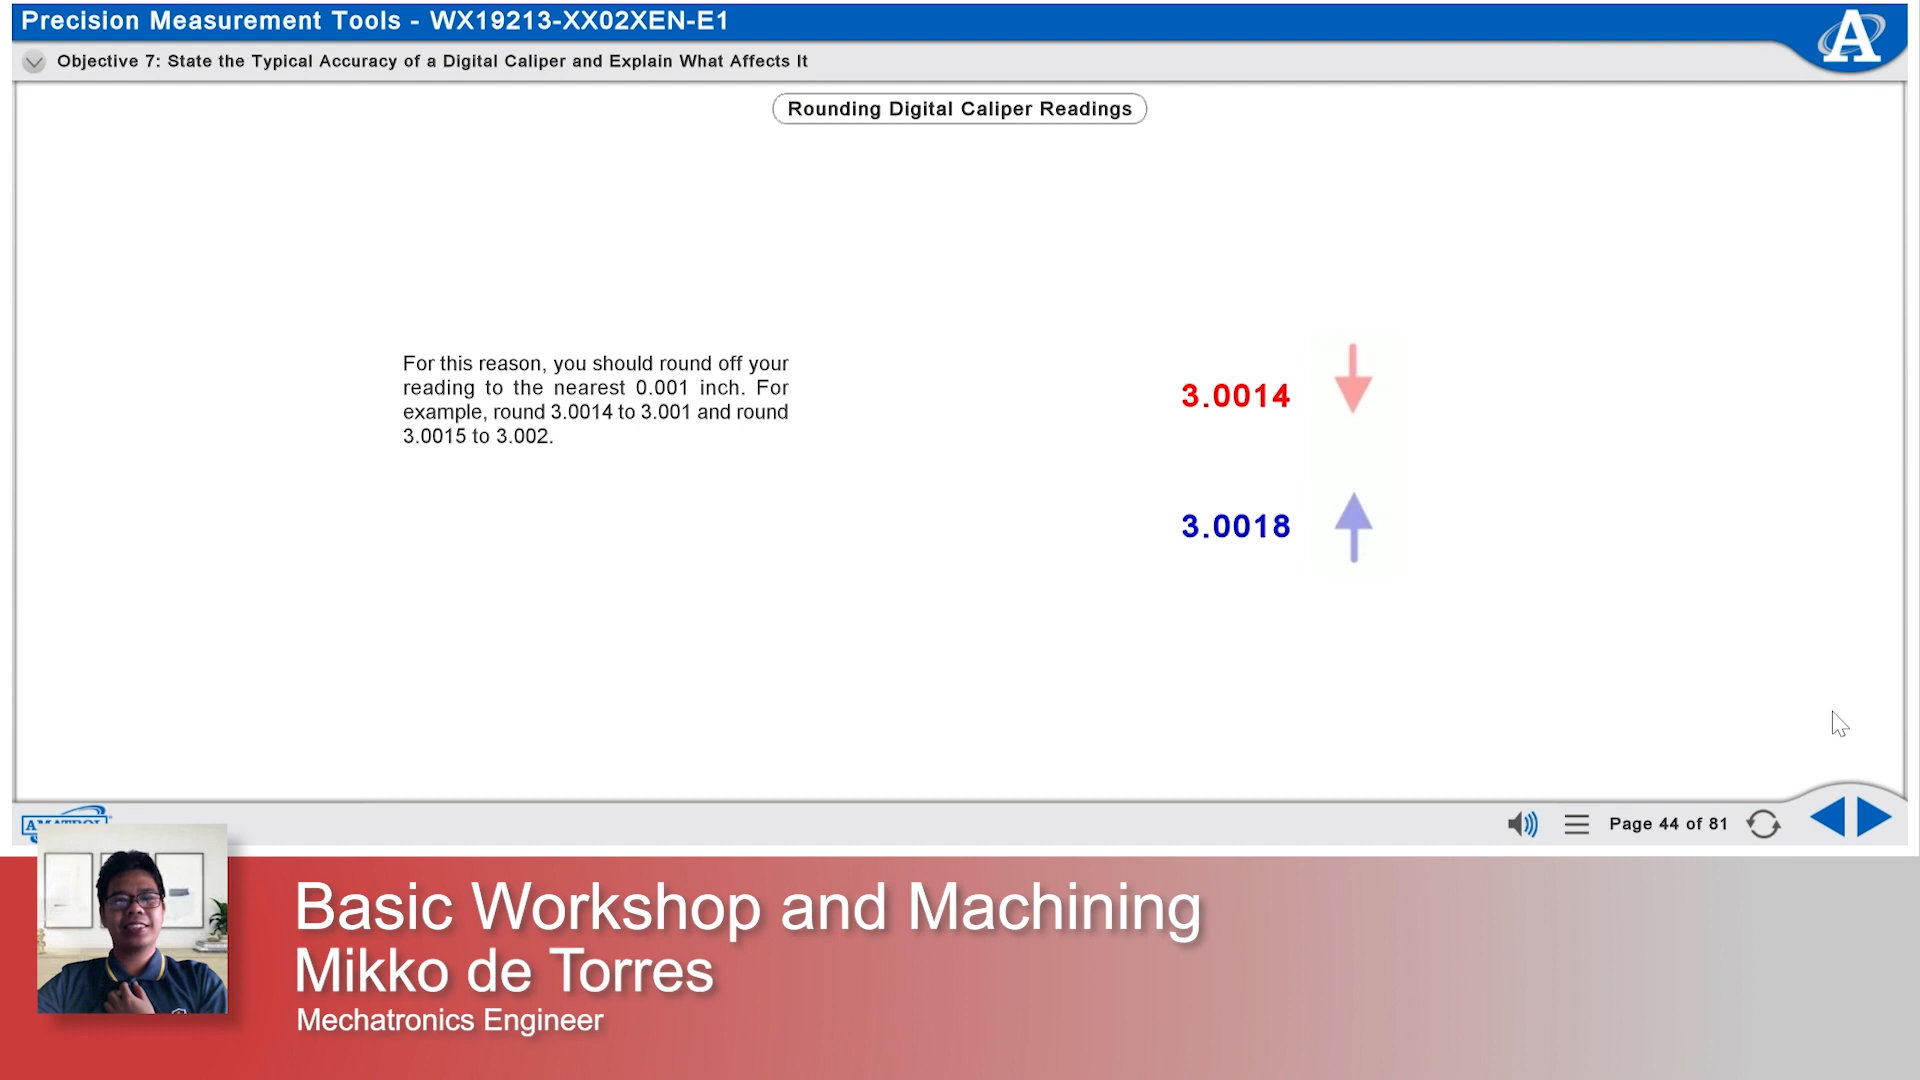 Precision Measurement Tools - WX19213-XX02XEN-E1
A
Objective 7: State the Typical Accuracy of a Digital Caliper and Explain What Affects It
Rounding Digital Caliper Readings
For this reason, you should round off your
reading to the nearest 0.001 inch. For
example, round 3.0014 to 3.001 and round
3.0015 to 3.002.
3.0014
3.0018
Page 44 of 81
Basic Workshop and Machining
Mikko de Torres
Mechatronics Engineer